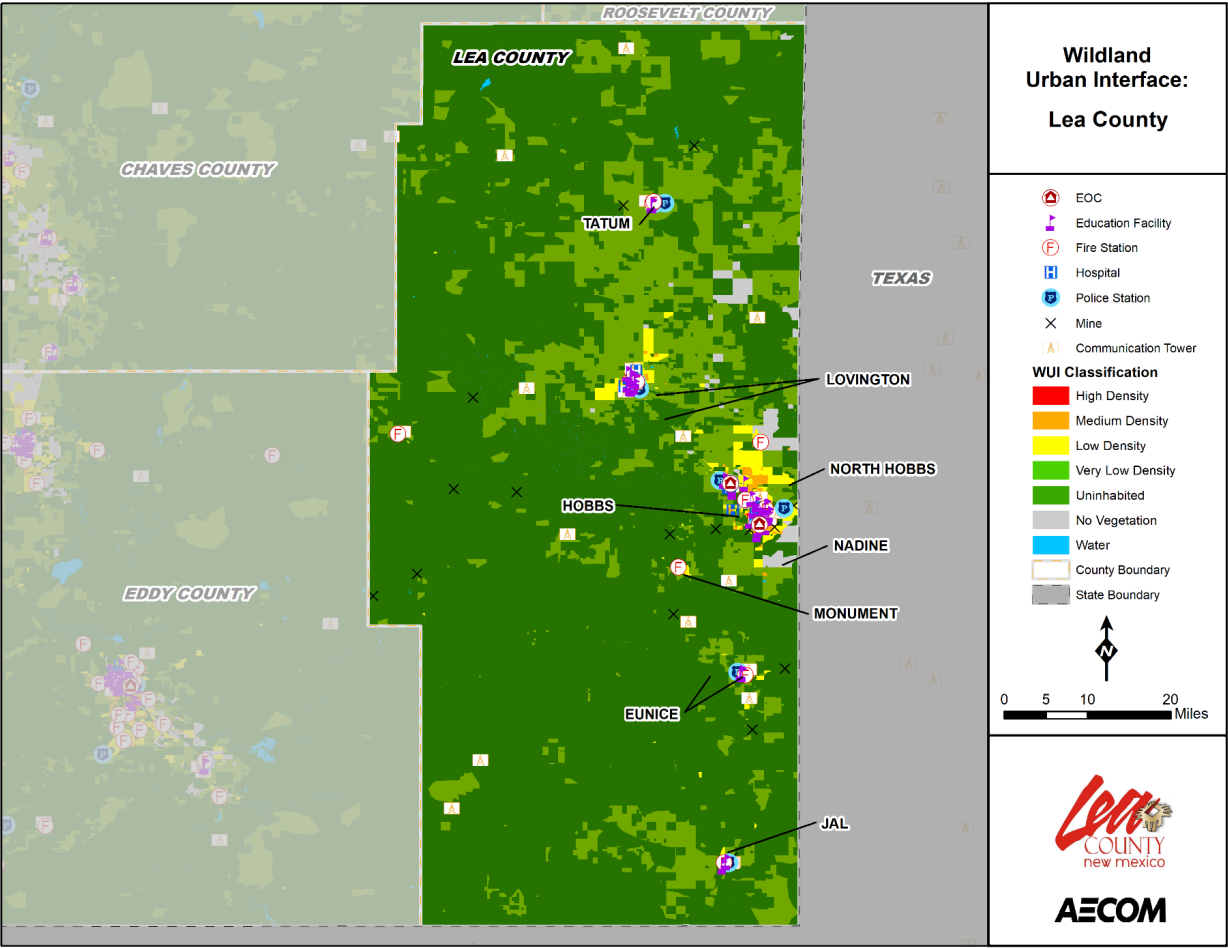 ROOSEVELT COUNTY
LEA COUNTY
CHAVES COUNTY
TATUM
TEXAS
LOVINGTON
NORTH HOBBS
HOBBS
NADINE
EDDY COUNTY
MONUMENT
EUNICE
JAL
Wildland
Urban Interface:
Lea County
EOC
Education Facility
F Fire Station
H Hospital
P Police Station
Mine
A Communication Tower
WUI Classification
High Density
Medium Density
Low Density
Very Low Density
Uninhabited
No Vegetation
Water
County Boundary
State Boundary
N
0 5 10 20
Miles
Lea
COUNTY
new mexico
AECOM